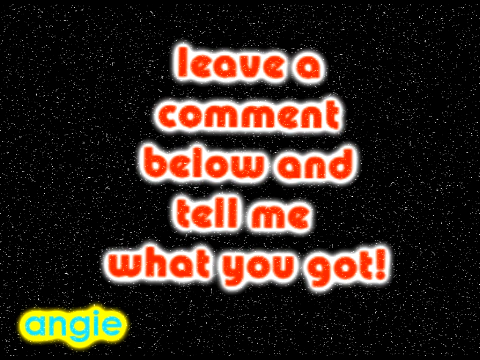 leave a
comment
below and
tell me
what you got!
angie